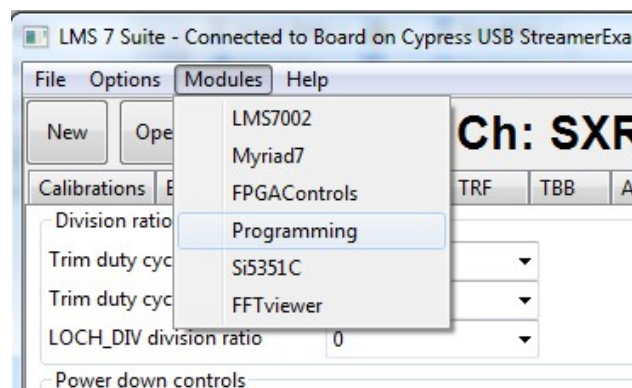 LMS 7 Suite - Connected to Board on Cypress USB StreamerExa
File Options Modules Help
New Ope Ch: SXR
LMS7002
Myriad7
FPGAControls
Programming
Si5351C
FFTviewer
Calibrations TRF TBB A
Division ratio
Trim duty cyc
Trim duty cyc
LOCH_DIV division ratio 0
Power down controls